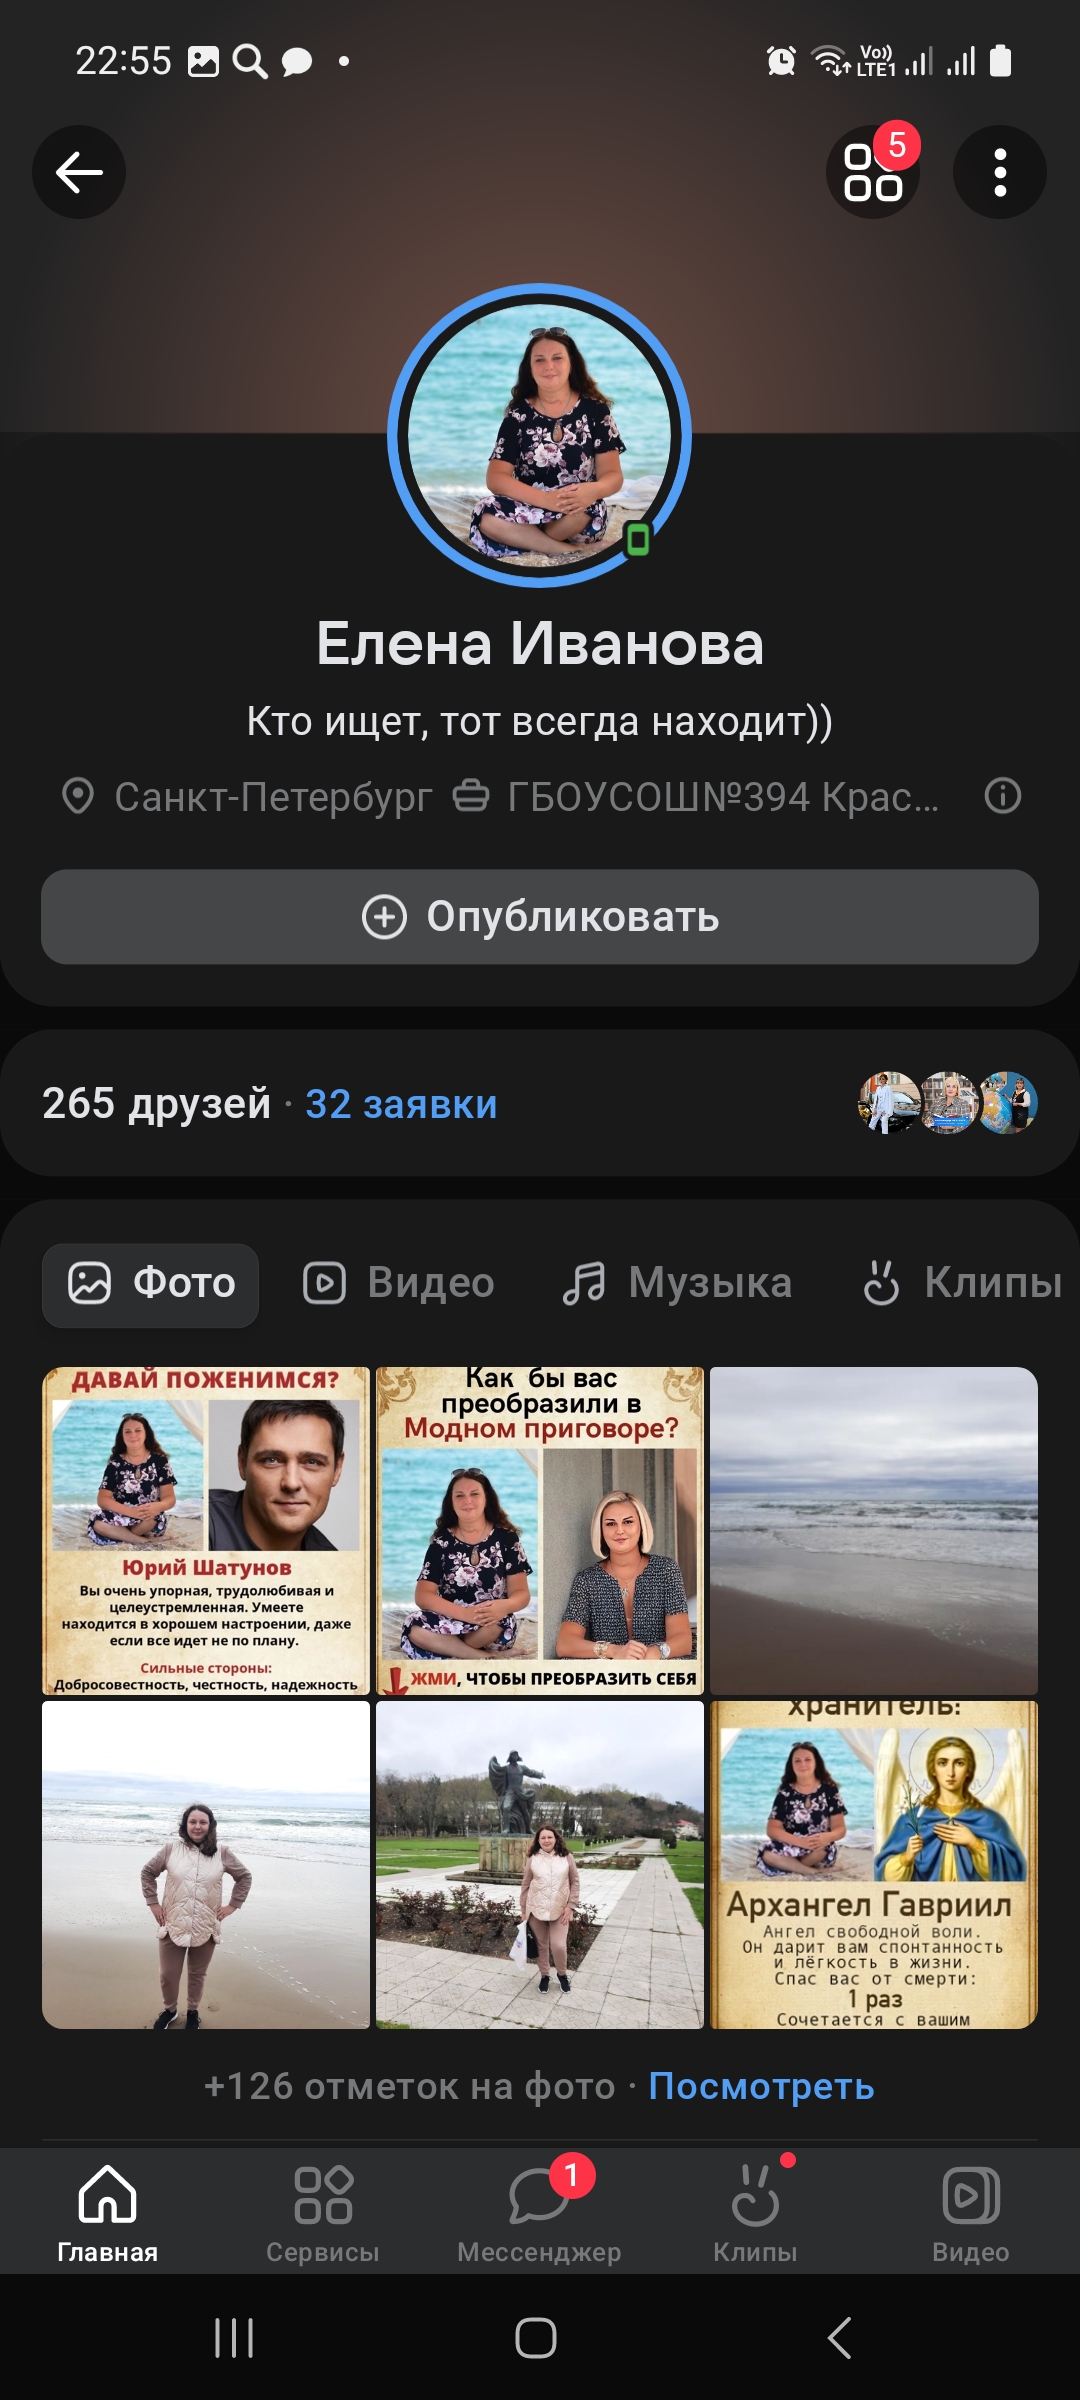 22:55
Vo))
LTE1
5
Елена Иванова
Кто ищет, тот всегда находит))
Санкт-Петербург ГБОУСОШ№394 Крас...
Опубликовать
265 друзей · 32 заявки
Фото Видео Музыка Клипы
ДАВАЙ ПОЖЕНИМСЯ?
Юрий Шатунов
Вы очень упорная, трудолюбивая и
целеустремленная. Умеете
находится в хорошем настроении, даже
если все идет не по плану.
Сильные стороны:
Добросовестность, честность, надежность
Как бы вас
преобразили в
Модном приговоре?
ЖМИ, ЧТОБЫ ПРЕОБРАЗИТЬ СЕБЯ
хранитель:
Архангел Гавриил
Ангел свободной воли.
Он дарит вам спонтанность
и лёгкость в жизни.
Спас вас от смерти:
1 раз
Сочетается с вашим
+126 отметок на фото · Посмотреть
1
Главная Сервисы Мессенджер Клипы Видео